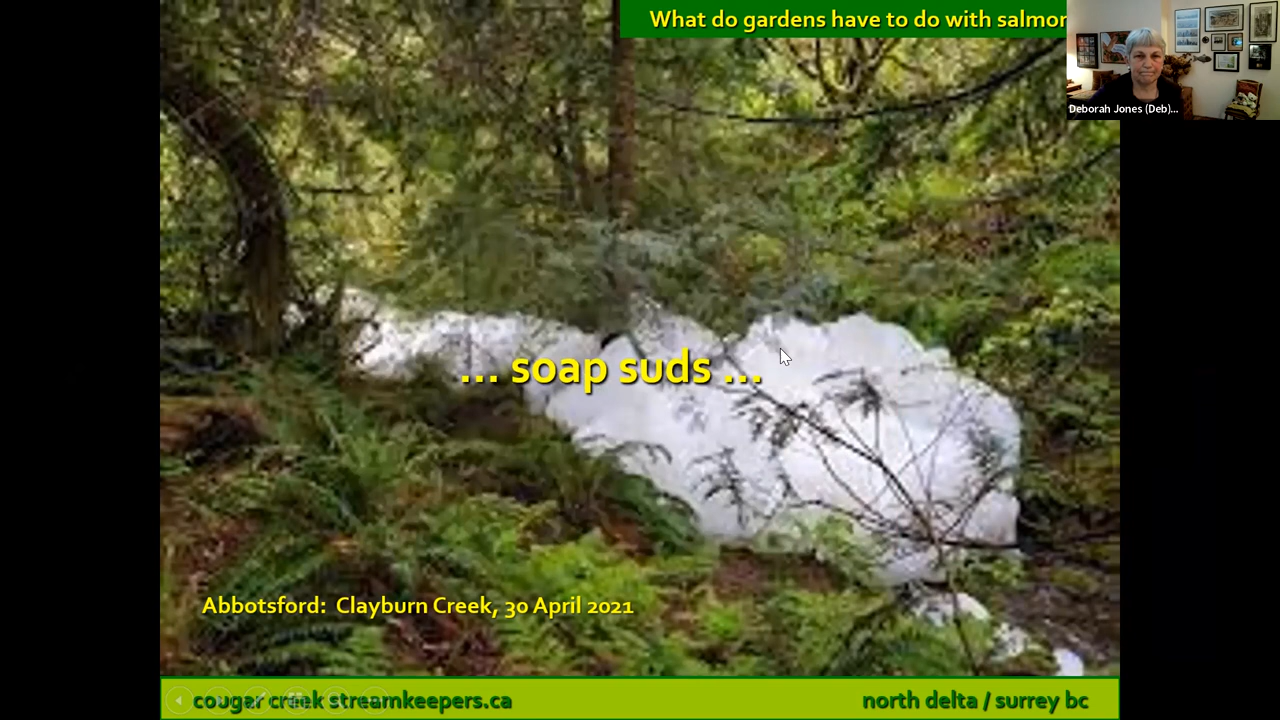 What do gardens have to do with salmon
Deborah Jones (Deb)...
... soap suds ...
Abbotsford: Clayburn Creek, 30 April 2021
cougar creek streamkeepers.ca
north delta / surrey bc